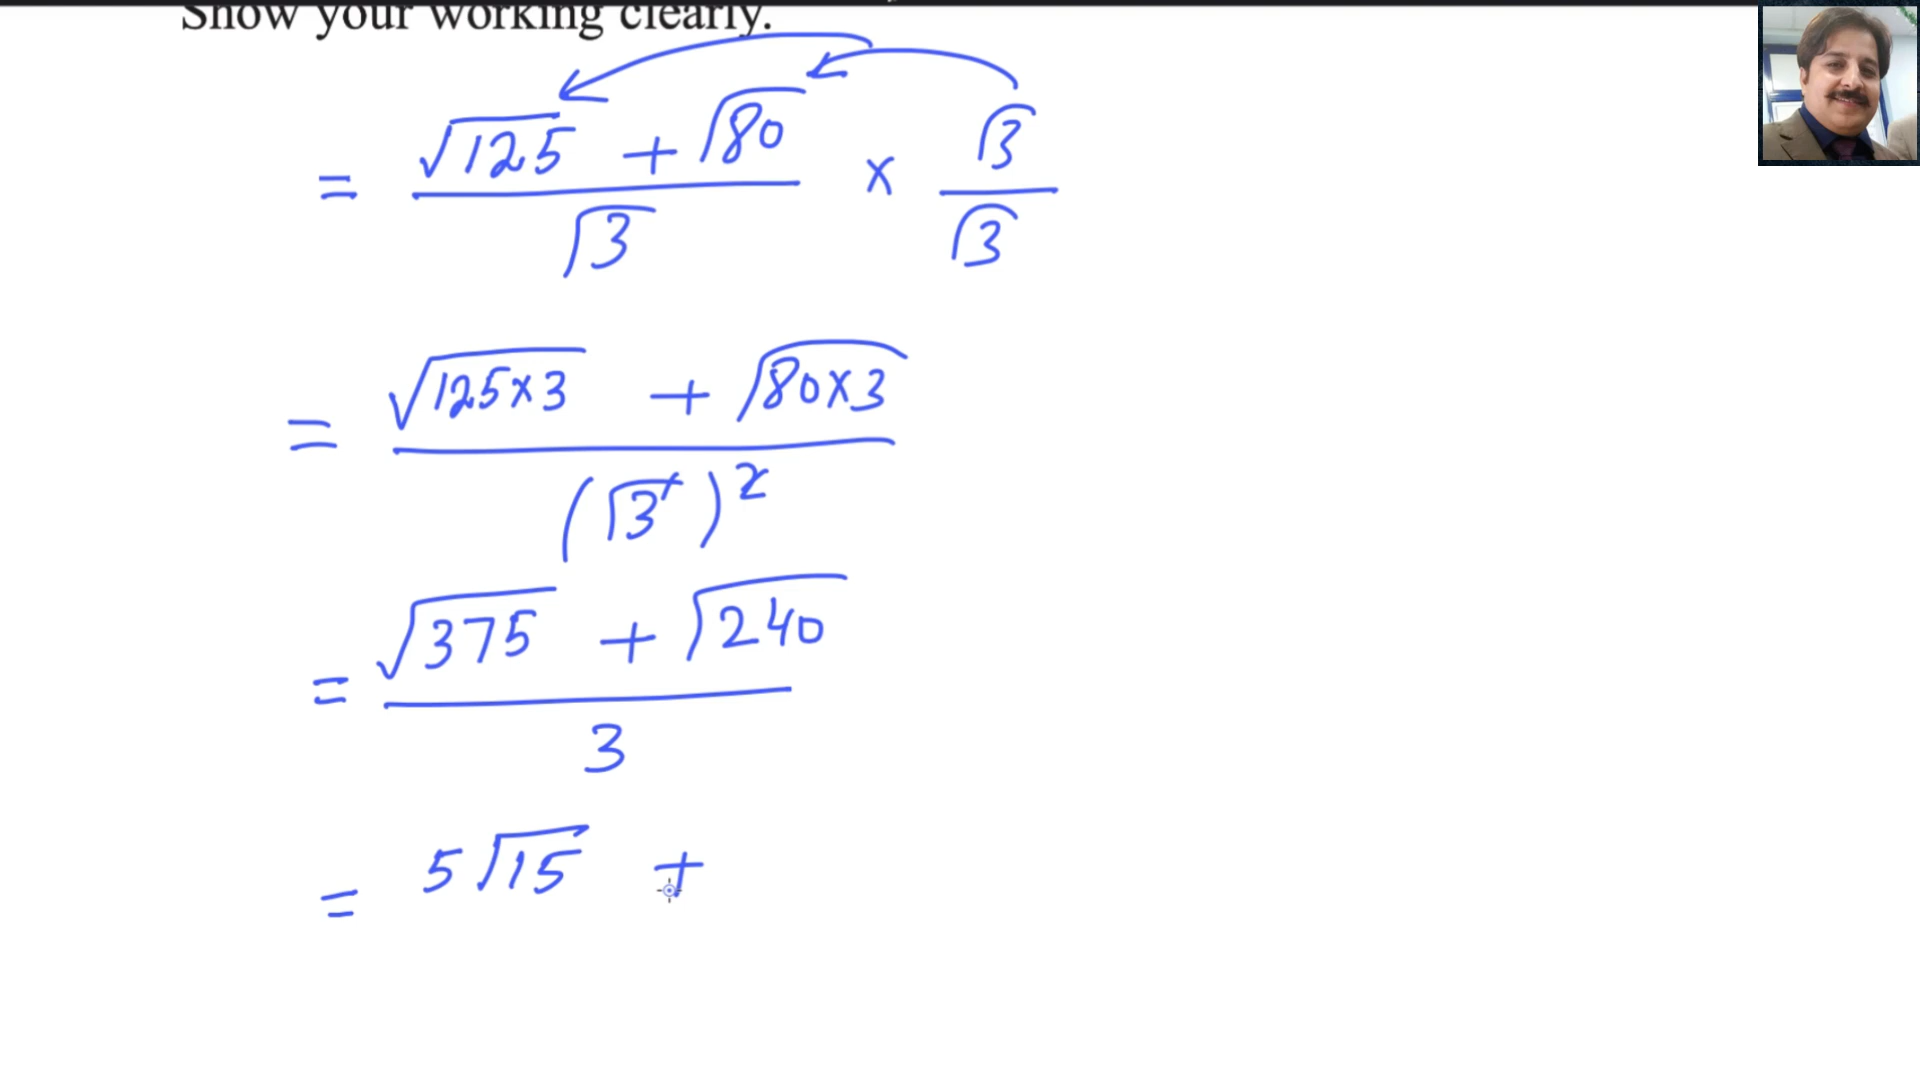 Show your working clearly.
= (√125 + √80)/√3 × √3/√3
= (√125×3 + √80×3)/(√3)²
= (√375 + √240)/3
= 5√15 +